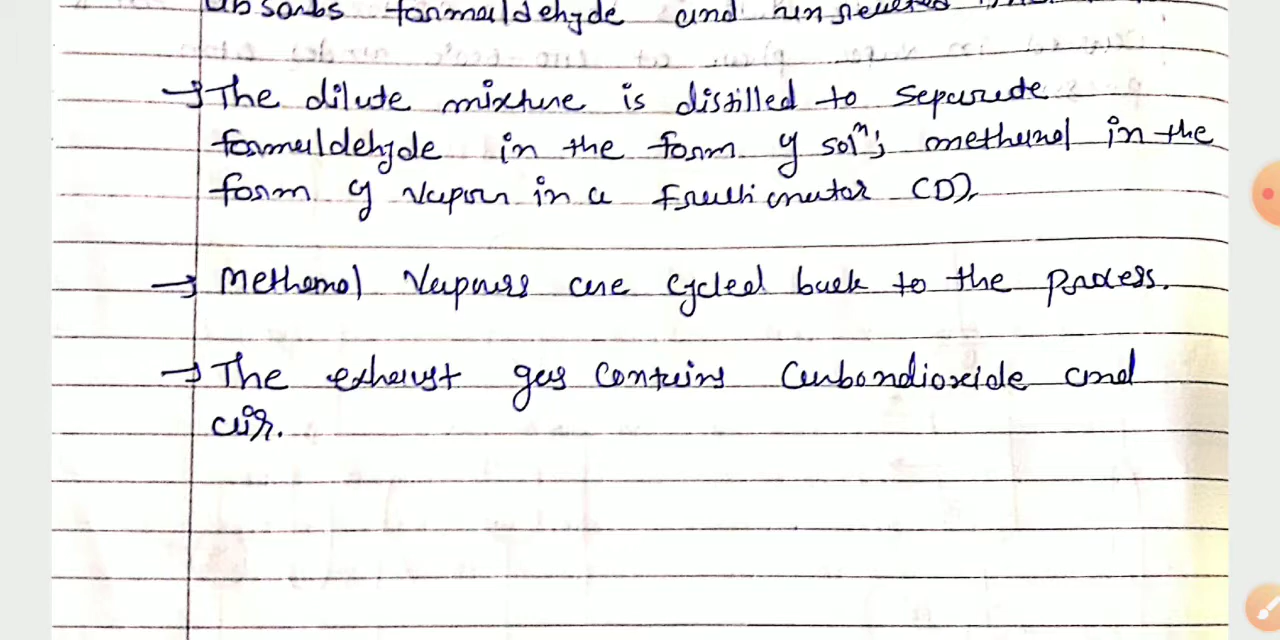 absorbs formaldehyde and unreacted
→ The dilute mixture is distilled to separate
formaldehyde in the form of solⁿ; methanol in the
form of vapour in a fractionator (D).
→ Methanol vapours are cycled back to the process.
→ The exhaust gas contains carbondioxide and
air.